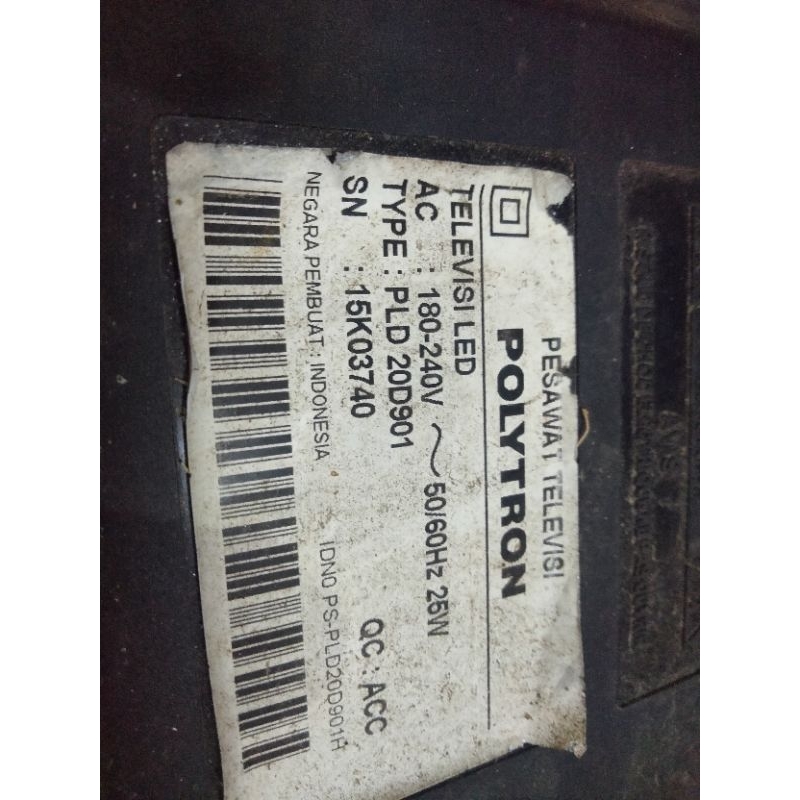 PESAWAT TELEVISI
POLYTRON
TELEVISI LED
AC : 180-240V ~ 50/60Hz 25W
TYPE : PLD 20D901
SN : 15K03740
QC : ACC
NEGARA PEMBUAT : INDONESIA
IDNO PS-PLD20D901H